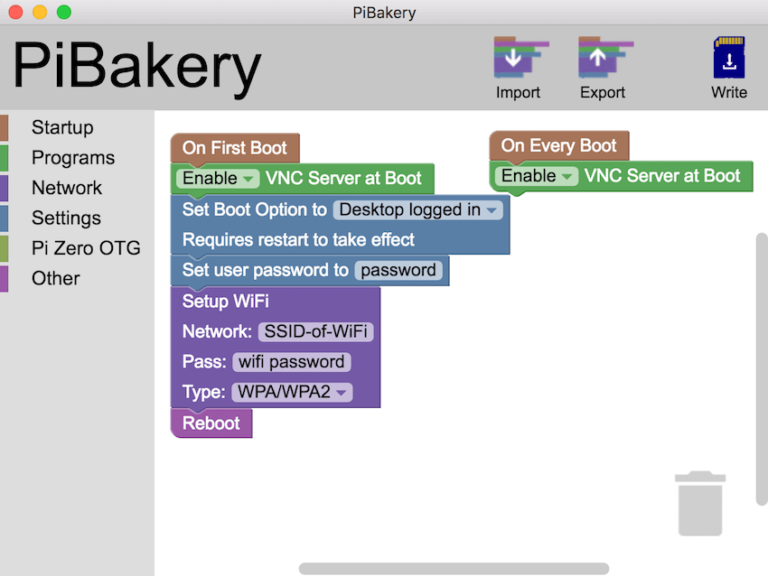 PiBakery
PiBakery
Import
Export
Write
Startup
Programs
Network
Settings
Pi Zero OTG
Other
On First Boot
Enable VNC Server at Boot
Set Boot Option to Desktop logged in
Requires restart to take effect
Set user password to password
Setup WiFi
Network: SSID-of-WiFi
Pass: wifi password
Type: WPA/WPA2
Reboot
On Every Boot
Enable VNC Server at Boot